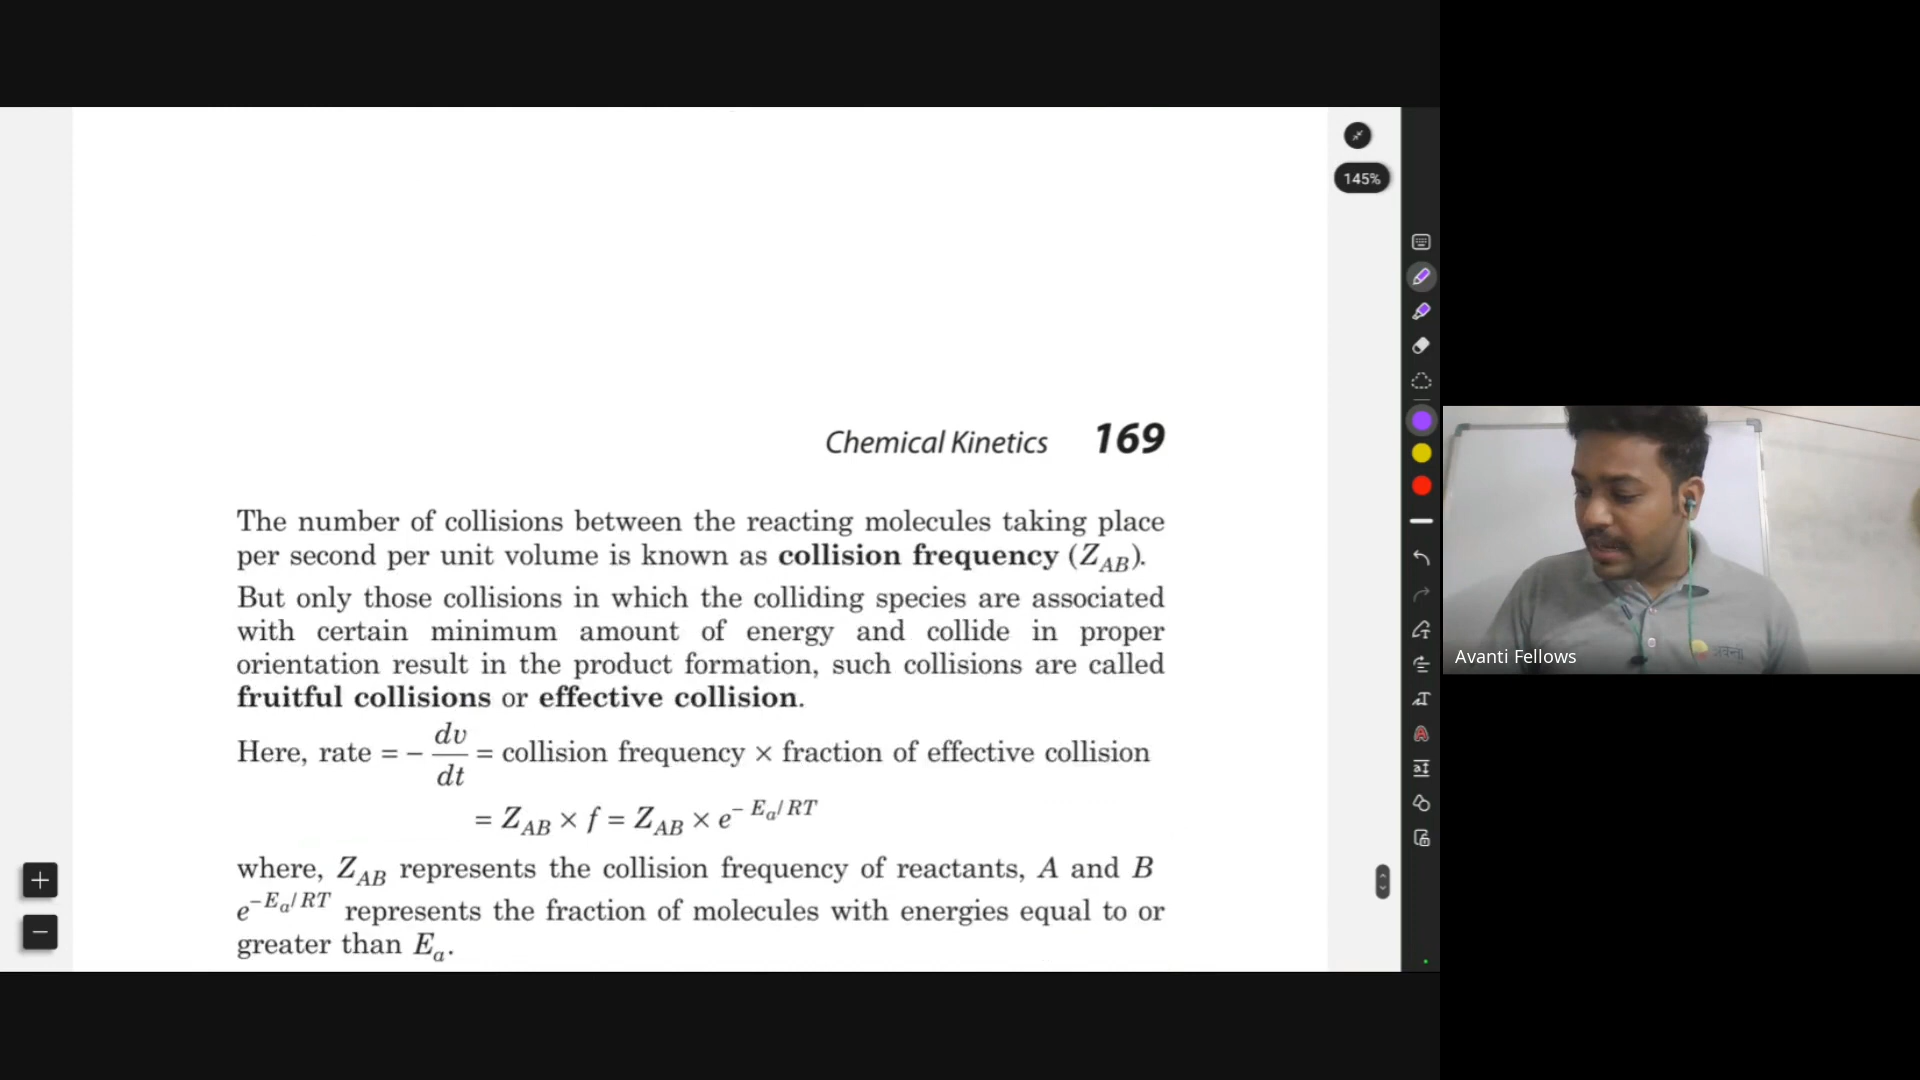 145%
Chemical Kinetics 169
The number of collisions between the reacting molecules taking place
per second per unit volume is known as collision frequency (Z_AB).
But only those collisions in which the colliding species are associated
with certain minimum amount of energy and collide in proper
orientation result in the product formation, such collisions are called
fruitful collisions or effective collision.
Here, rate = − dv/dt = collision frequency × fraction of effective collision
= Z_AB × f = Z_AB × e^(− E_a/RT)
where, Z_AB represents the collision frequency of reactants, A and B
e^(−E_a/RT) represents the fraction of molecules with energies equal to or
greater than E_a.
Avanti Fellows